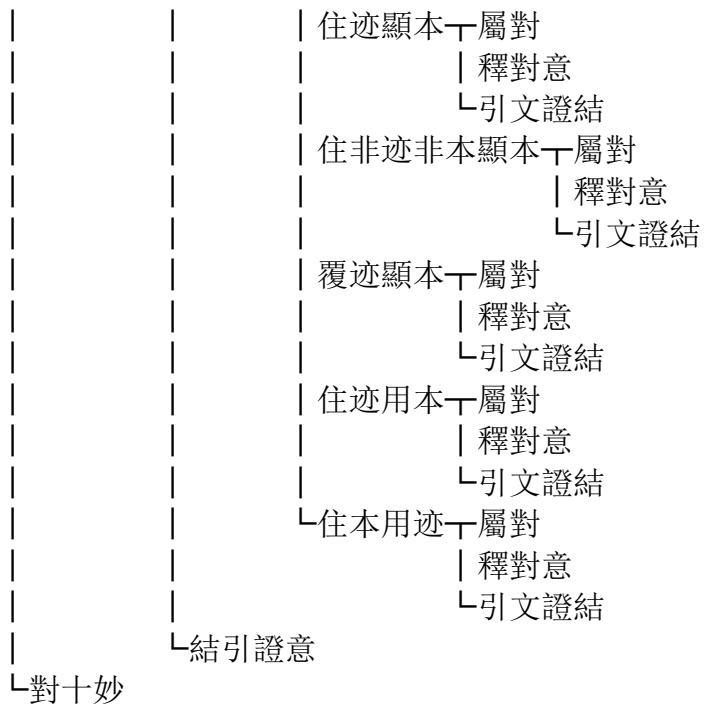 ｜　　　　｜　　　｜住迹顯本┬屬對
｜　　　　｜　　　｜　　　　｜釋對意
｜　　　　｜　　　｜　　　　└引文證結
｜　　　　｜　　　｜住非迹非本顯本┬屬對
｜　　　　｜　　　｜　　　　　　　｜釋對意
｜　　　　｜　　　｜　　　　　　　└引文證結
｜　　　　｜　　　｜覆迹顯本┬屬對
｜　　　　｜　　　｜　　　　｜釋對意
｜　　　　｜　　　｜　　　　└引文證結
｜　　　　｜　　　｜住迹用本┬屬對
｜　　　　｜　　　｜　　　　｜釋對意
｜　　　　｜　　　｜　　　　└引文證結
｜　　　　｜　　　└住本用迹┬屬對
｜　　　　｜　　　　　　　　｜釋對意
｜　　　　｜　　　　　　　　└引文證結
｜　　　　└結引證意
└對十妙